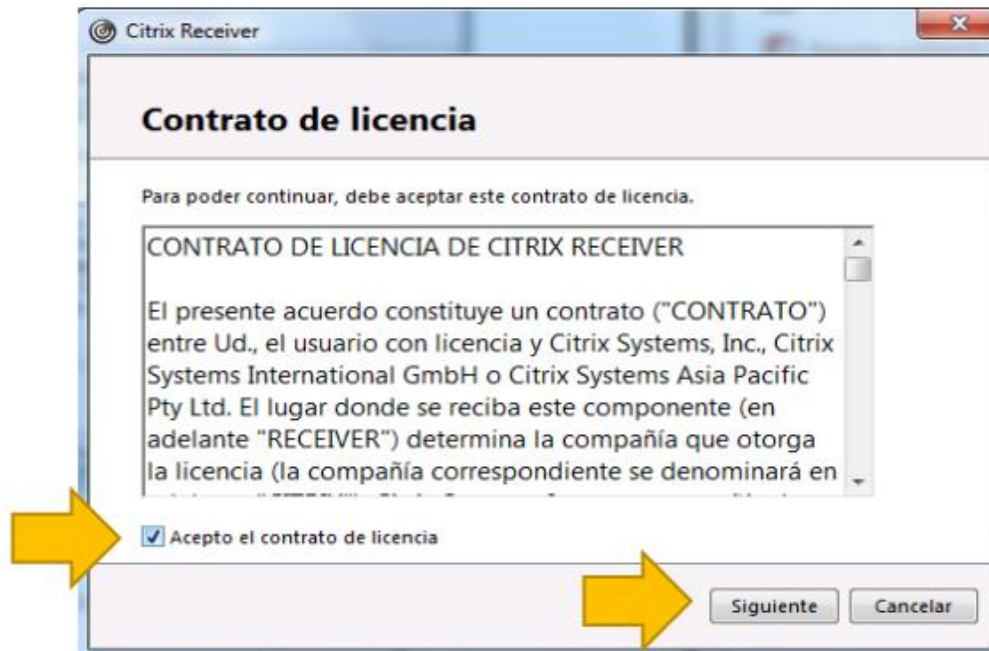 Citrix Receiver
Contrato de licencia
Para poder continuar, debe aceptar este contrato de licencia.
CONTRATO DE LICENCIA DE CITRIX RECEIVER
El presente acuerdo constituye un contrato ("CONTRATO")
entre Ud., el usuario con licencia y Citrix Systems, Inc., Citrix
Systems International GmbH o Citrix Systems Asia Pacific
Pty Ltd. El lugar donde se reciba este componente (en
adelante "RECEIVER") determina la compañía que otorga
la licencia (la compañía correspondiente se denominará en
Acepto el contrato de licencia
Siguiente
Cancelar